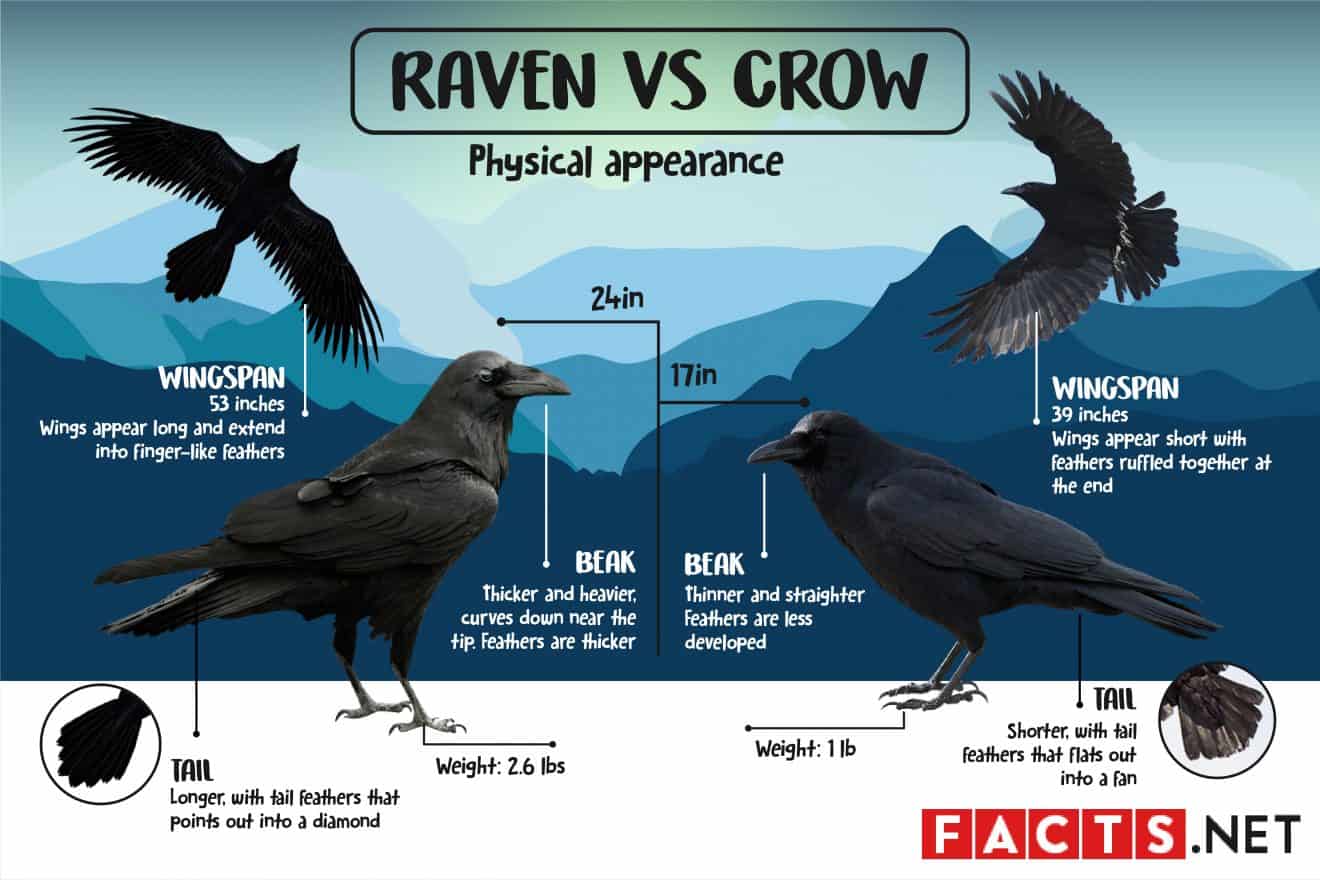 RAVEN VS CROW
Physical appearance
24in
17in
WINGSPAN
53 inches
Wings appear long and extend
into finger-like feathers
WINGSPAN
39 inches
Wings appear short with
feathers ruffled together at
the end
BEAK
Thicker and heavier,
curves down near the
tip. Feathers are thicker
BEAK
Thinner and straighter
Feathers are less
developed
TAIL
Longer, with tail feathers that
points out into a diamond
Weight: 2.6 lbs
Weight: 1 lb
TAIL
Shorter, with tail
feathers that flats out
into a fan
FACTS.NET